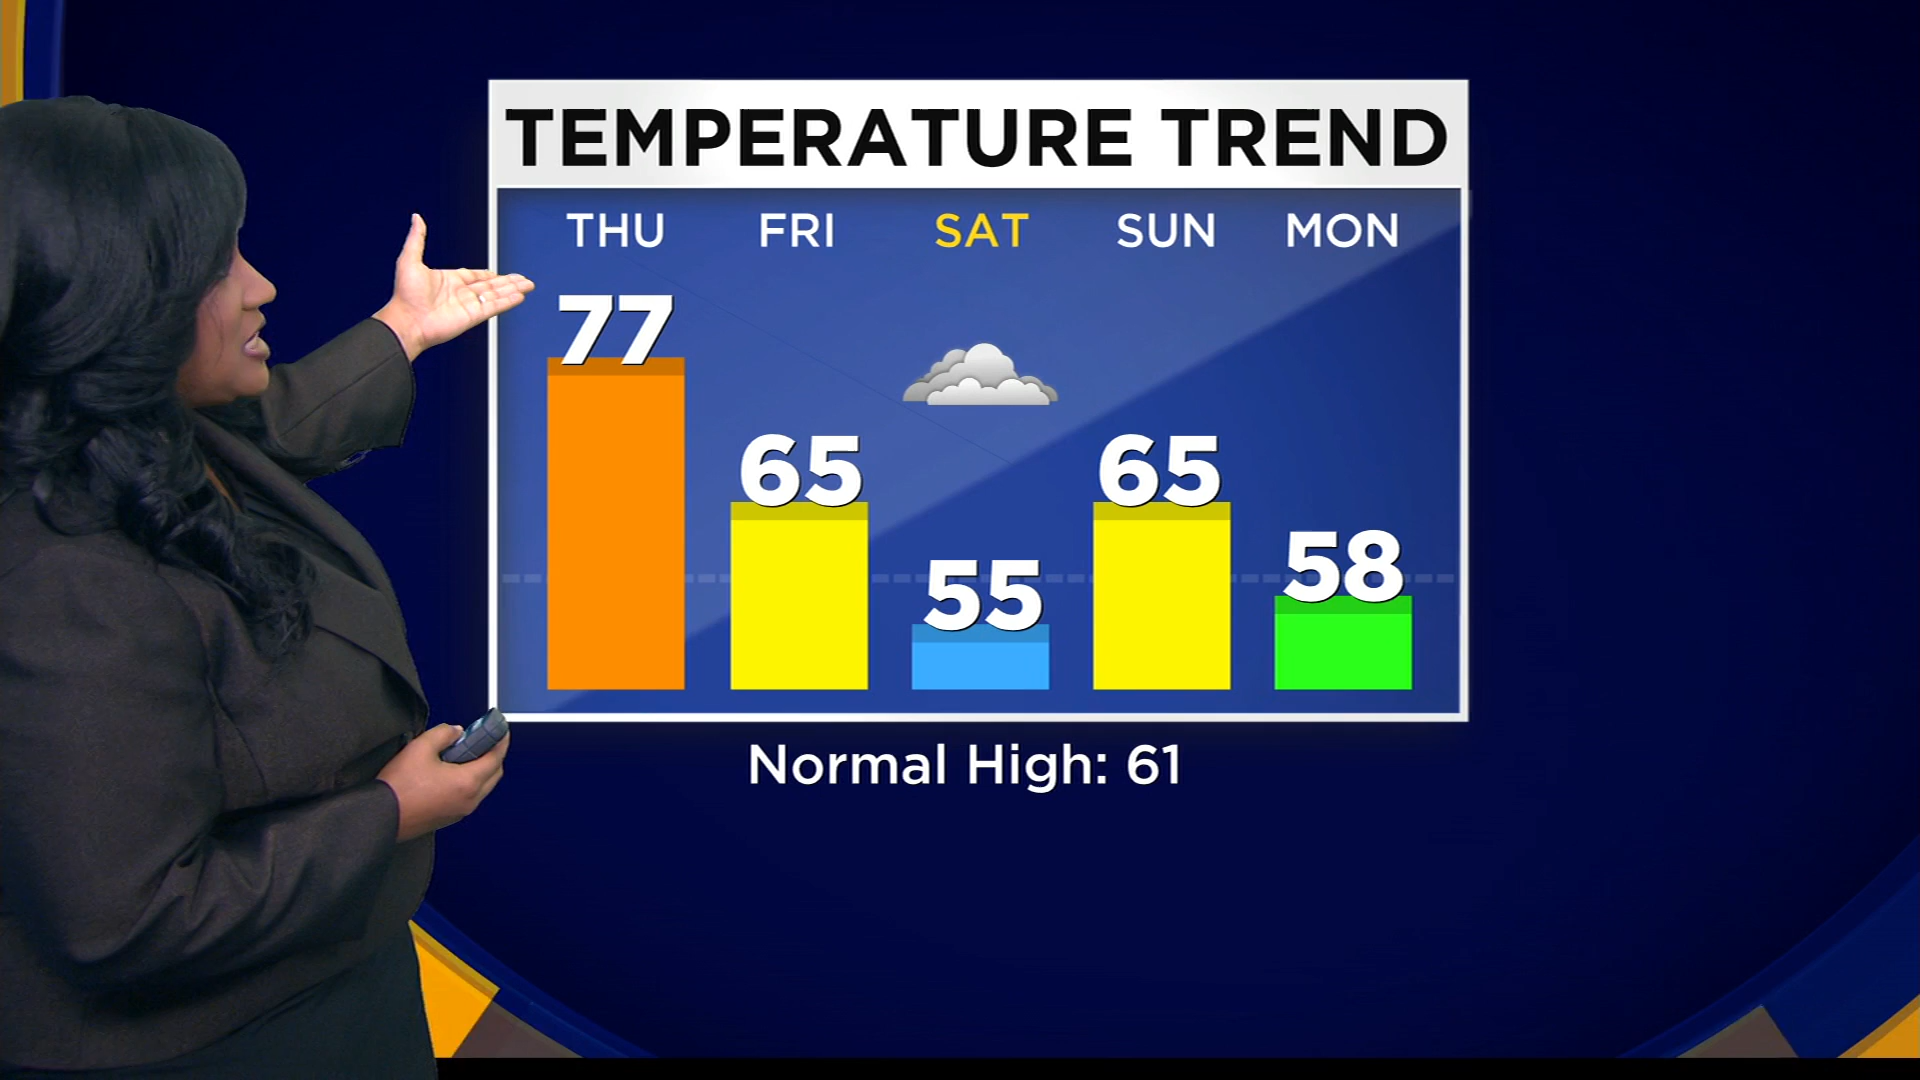 TEMPERATURE TREND
THU FRI SAT SUN MON
77 65 55 65 58
Normal High: 61